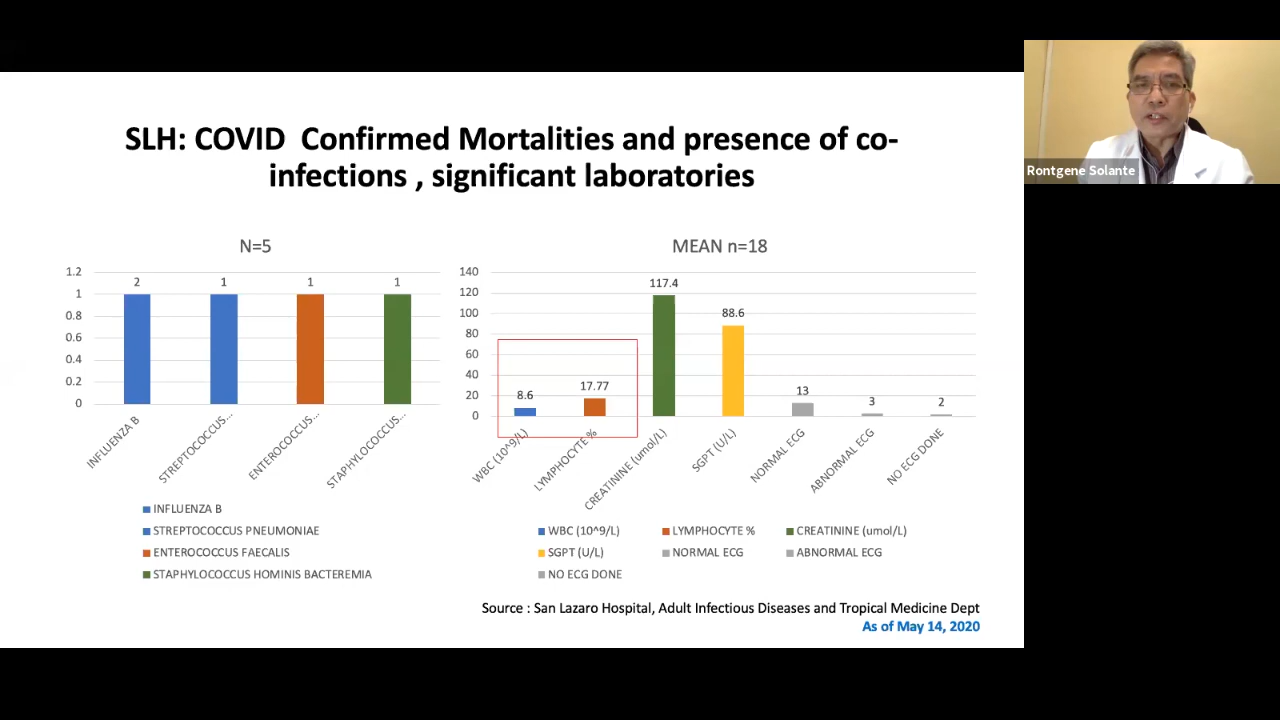 SLH: COVID  Confirmed Mortalities and presence of co-
infections , significant laboratories
Rontgene Solante
N=5
1.2
1
0.8
0.6
0.4
0.2
0
2
1
1
1
INFLUENZA B
STREPTOCOCCUS...
ENTEROCOCCUS...
STAPHYLOCOCCUS...
INFLUENZA B
STREPTOCOCCUS PNEUMONIAE
ENTEROCOCCUS FAECALIS
STAPHYLOCOCCUS HOMINIS BACTEREMIA
MEAN n=18
140
120
100
80
60
40
20
0
8.6
17.77
117.4
88.6
13
3
2
WBC (10^9/L)
LYMPHOCYTE %
CREATININE (umol/L)
SGPT (U/L)
NORMAL ECG
ABNORMAL ECG
NO ECG DONE
WBC (10^9/L) LYMPHOCYTE % CREATININE (umol/L)
SGPT (U/L) NORMAL ECG ABNORMAL ECG
NO ECG DONE
Source : San Lazaro Hospital, Adult Infectious Diseases and Tropical Medicine Dept
As of May 14, 2020